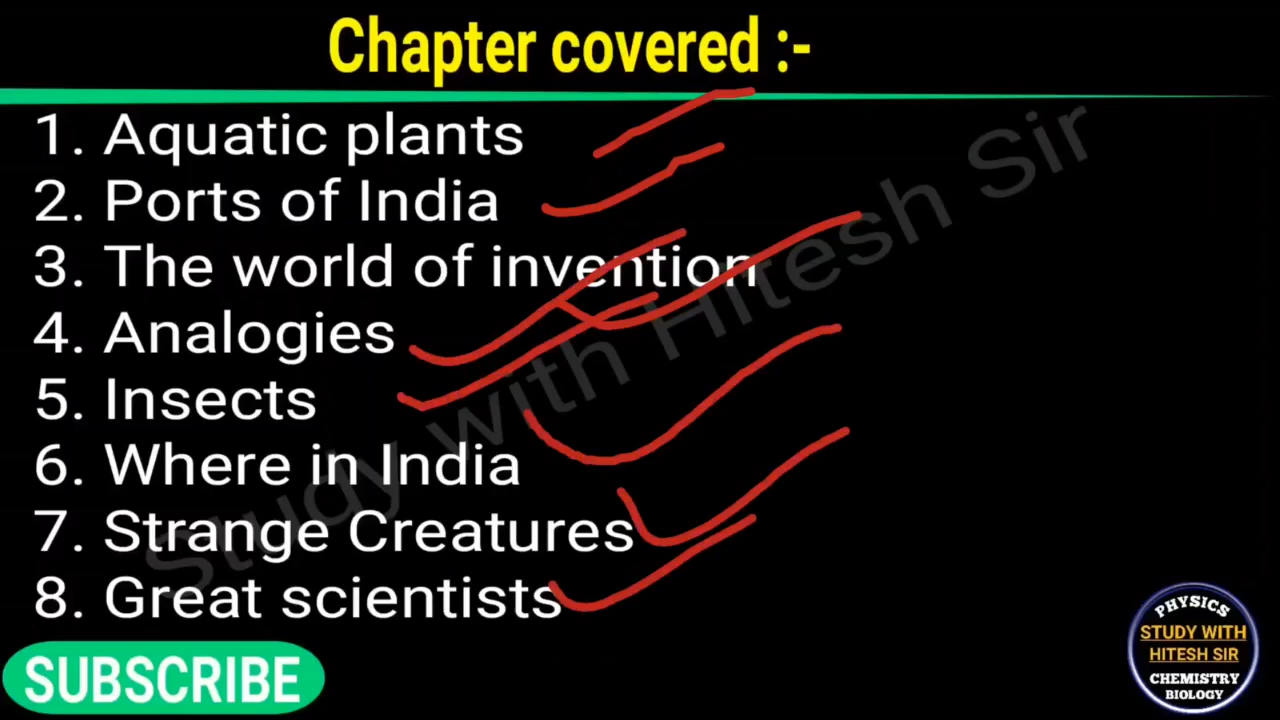 Chapter covered :-
1. Aquatic plants
2. Ports of India
3. The world of invention
4. Analogies
5. Insects
6. Where in India
7. Strange Creatures
8. Great scientists
Study with Hitesh Sir
SUBSCRIBE
PHYSICS
STUDY WITH
HITESH SIR
CHEMISTRY
BIOLOGY